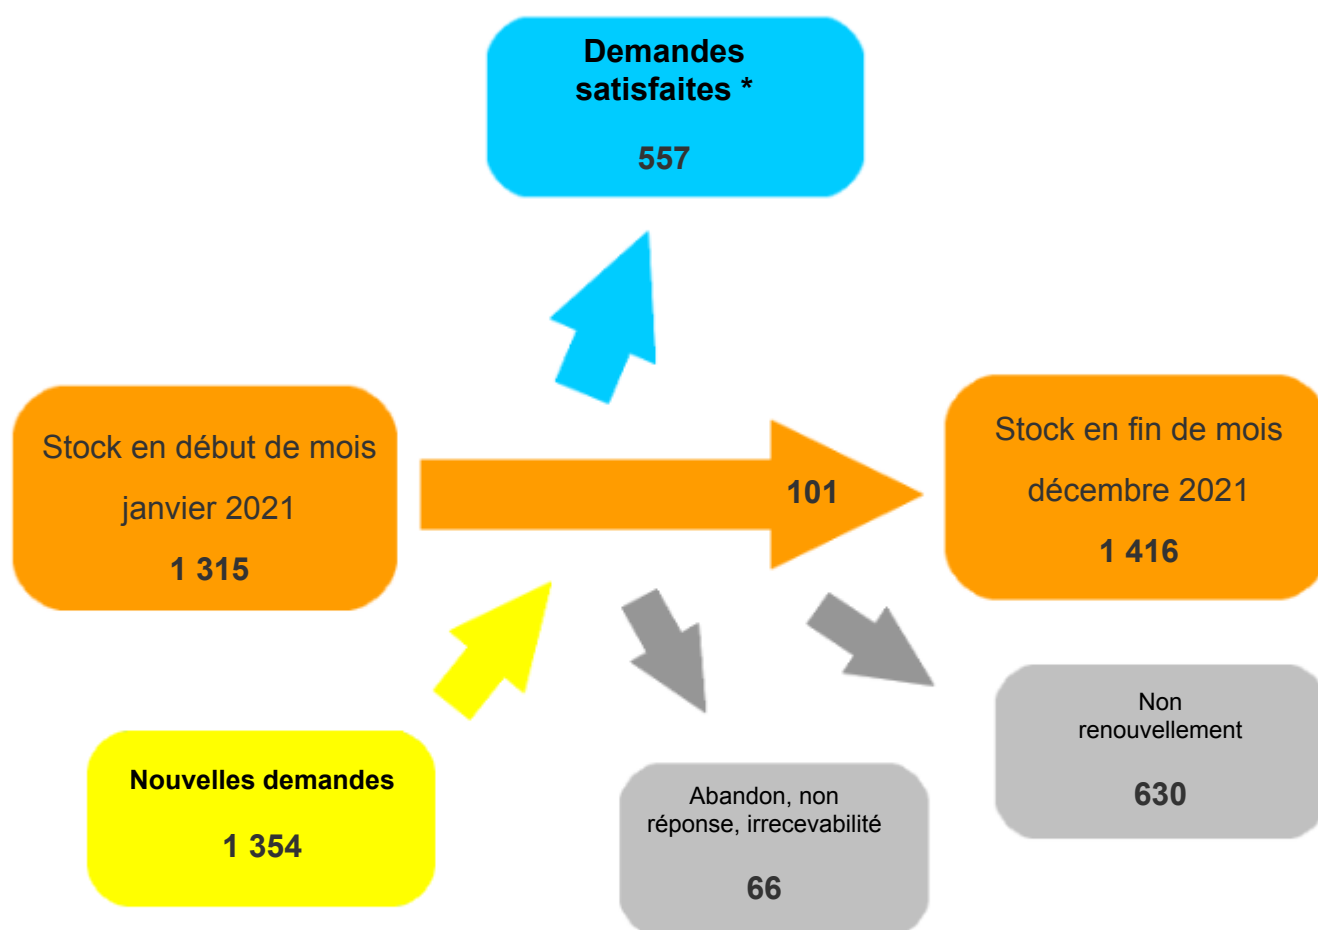 Demandes
satisfaites *
557
Stock en début de mois
janvier 2021
1 315
101
Stock en fin de mois
décembre 2021
1 416
Nouvelles demandes
1 354
Abandon, non
réponse, irrecevabilité
66
Non
renouvellement
630